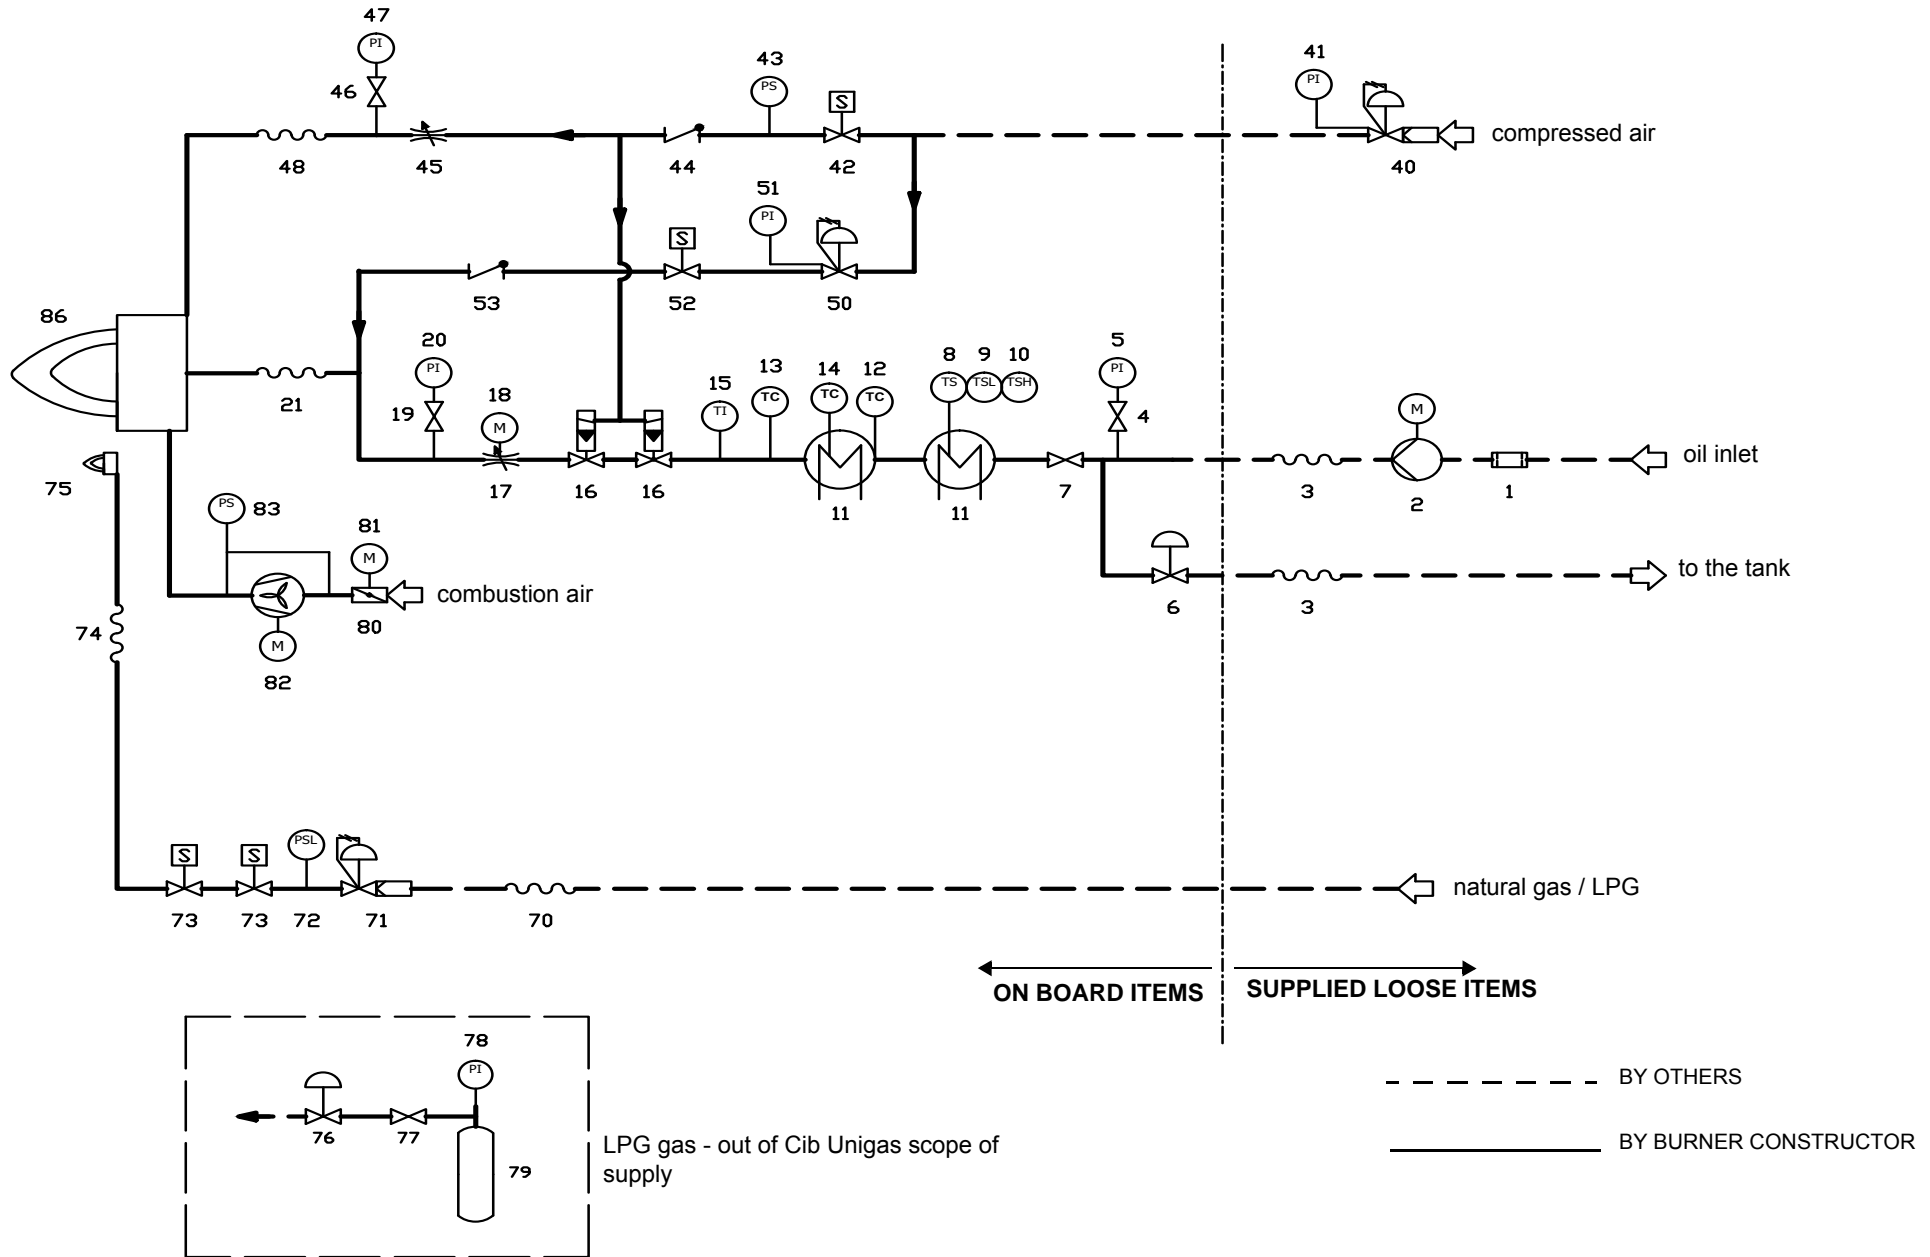 47
PI
46
43
PS
S
41
PI
compressed air
48
45
44
42
40
51
PI
S
53
52
50
86
20
PI
19
18
M
15
TI
13
TC
14
TC
12
TC
8
9
10
TS
TSL
TSH
5
PI
4
M
oil inlet
21
17
16
16
11
11
7
3
2
1
75
PS
83
81
M
combustion air
80
M
82
74
6
3
to the tank
S
S
PSL
natural gas / LPG
73
73
72
71
70
ON BOARD ITEMS
SUPPLIED LOOSE ITEMS
78
PI
76
77
79
LPG gas - out of Cib Unigas scope of
supply
BY OTHERS
BY BURNER CONSTRUCTOR